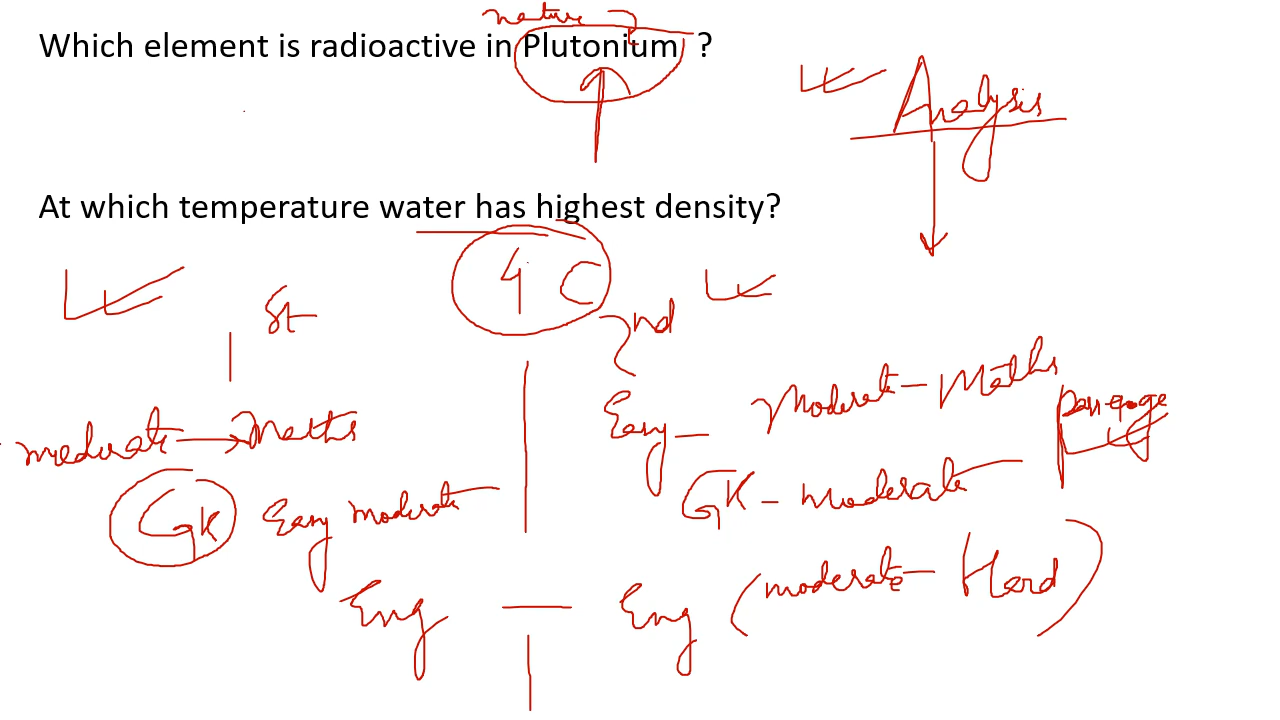 nature
Which element is radioactive in Plutonium ?
Analysis
At which temperature water has highest density?
4 C
St
2nd
moderate → Maths
Easy – Moderate – Maths
GK Easy moderate
GK – moderate
Eng — Eng (moderate – Hard)